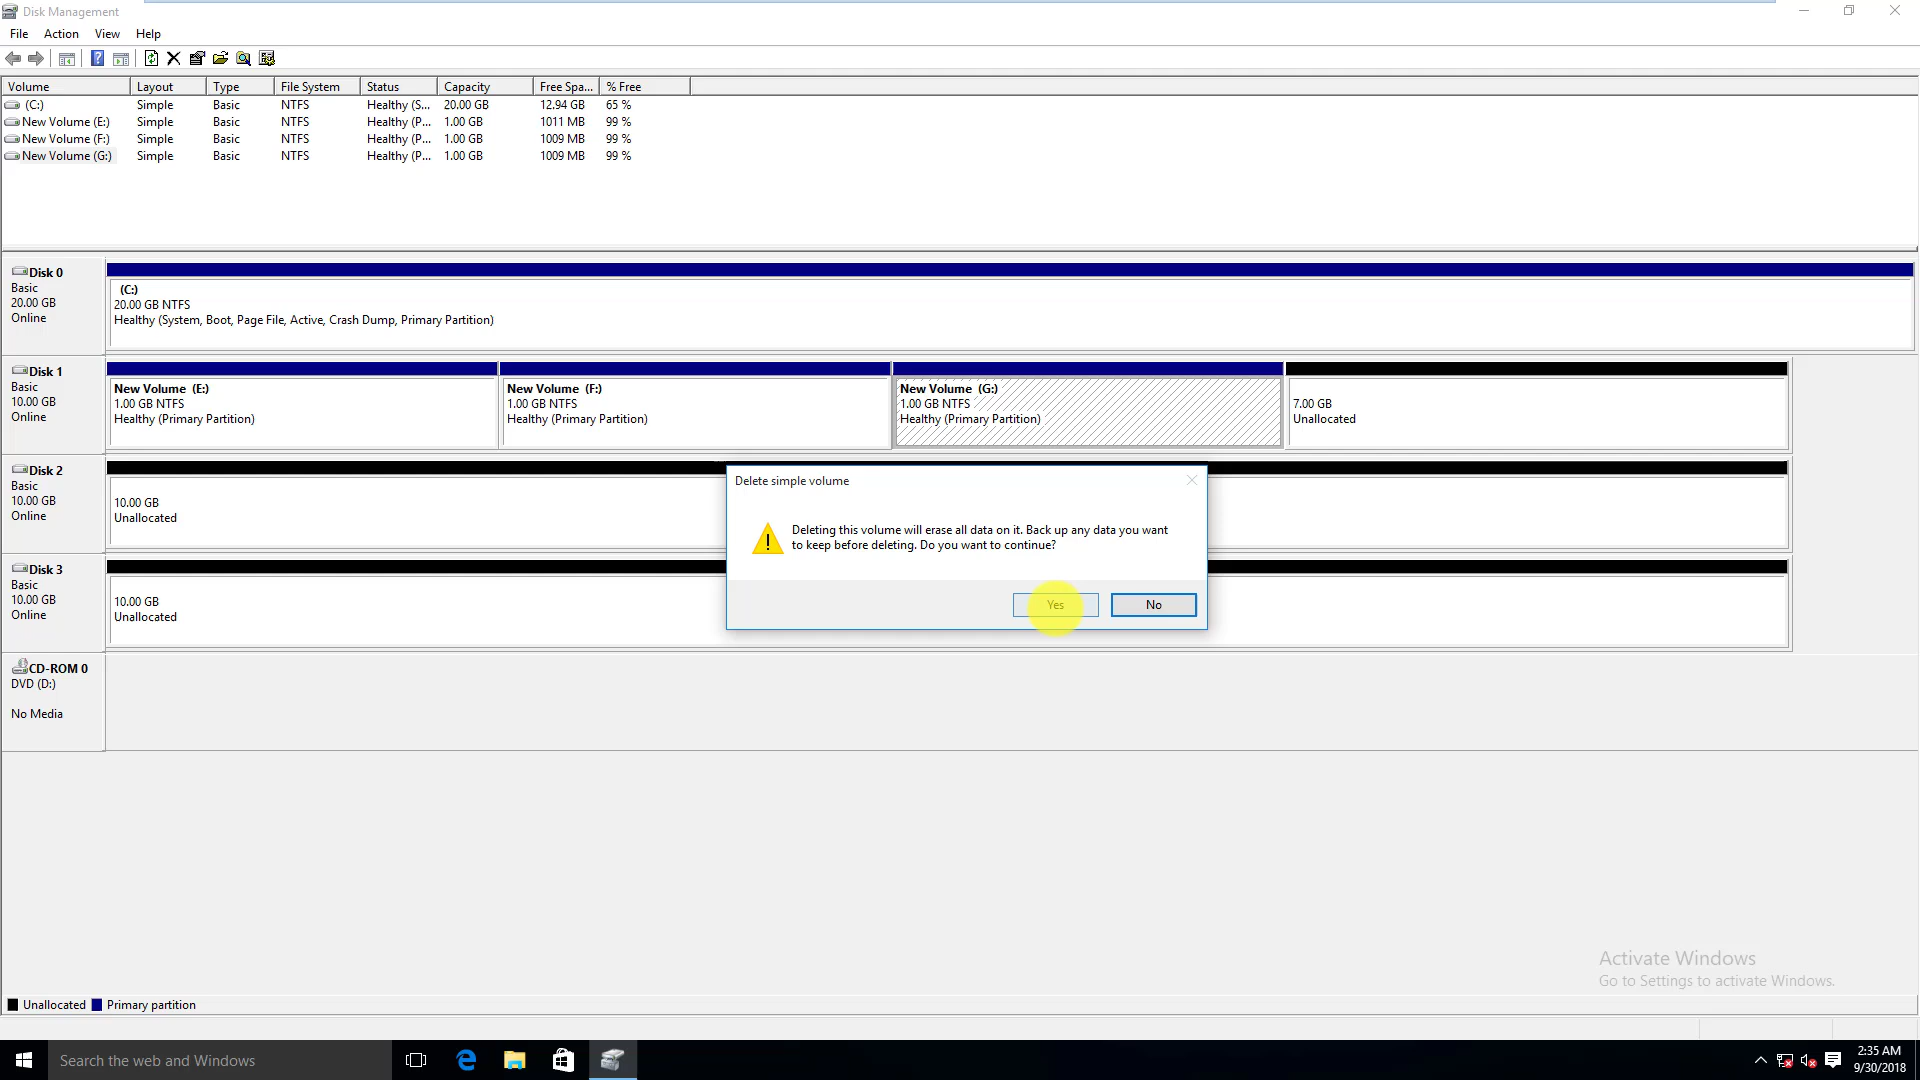 Disk Management
File Action View Help
Volume Layout Type File System Status Capacity Free Spa... % Free
(C:) Simple Basic NTFS Healthy (S... 20.00 GB 12.94 GB 65 %
New Volume (E:) Simple Basic NTFS Healthy (P... 1.00 GB 1011 MB 99 %
New Volume (F:) Simple Basic NTFS Healthy (P... 1.00 GB 1009 MB 99 %
New Volume (G:) Simple Basic NTFS Healthy (P... 1.00 GB 1009 MB 99 %
Disk 0
Basic
20.00 GB
Online
(C:)
20.00 GB NTFS
Healthy (System, Boot, Page File, Active, Crash Dump, Primary Partition)
Disk 1
Basic
10.00 GB
Online
New Volume (E:)
1.00 GB NTFS
Healthy (Primary Partition)
New Volume (F:)
1.00 GB NTFS
Healthy (Primary Partition)
New Volume (G:)
1.00 GB NTFS
Healthy (Primary Partition)
7.00 GB
Unallocated
Disk 2
Basic
10.00 GB
Online
10.00 GB
Unallocated
Delete simple volume
Deleting this volume will erase all data on it. Back up any data you want
to keep before deleting. Do you want to continue?
Yes No
Disk 3
Basic
10.00 GB
Online
10.00 GB
Unallocated
CD-ROM 0
DVD (D:)
No Media
Activate Windows
Go to Settings to activate Windows.
Unallocated Primary partition
Search the web and Windows
2:35 AM
9/30/2018